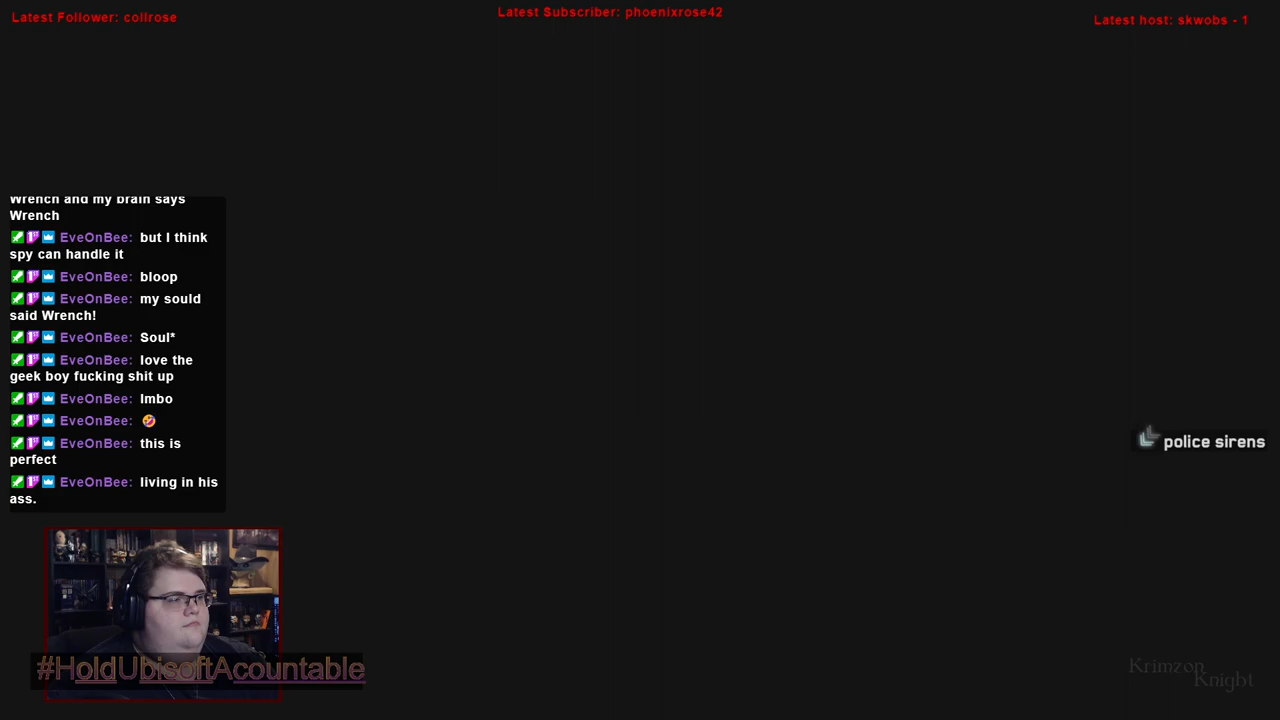 Latest Follower: collrose
Latest Subscriber: phoenixrose42
Latest host: skwobs - 1
Wrench and my brain says
Wrench
EveOnBee: but I think
spy can handle it
EveOnBee: bloop
EveOnBee: my sould
said Wrench!
EveOnBee: Soul*
EveOnBee: love the
geek boy fucking shit up
EveOnBee: lmbo
EveOnBee: 🤣
EveOnBee: this is
perfect
EveOnBee: living in his
ass.
police sirens
#HoldUbisoftAcountable
Krimzon
Knight